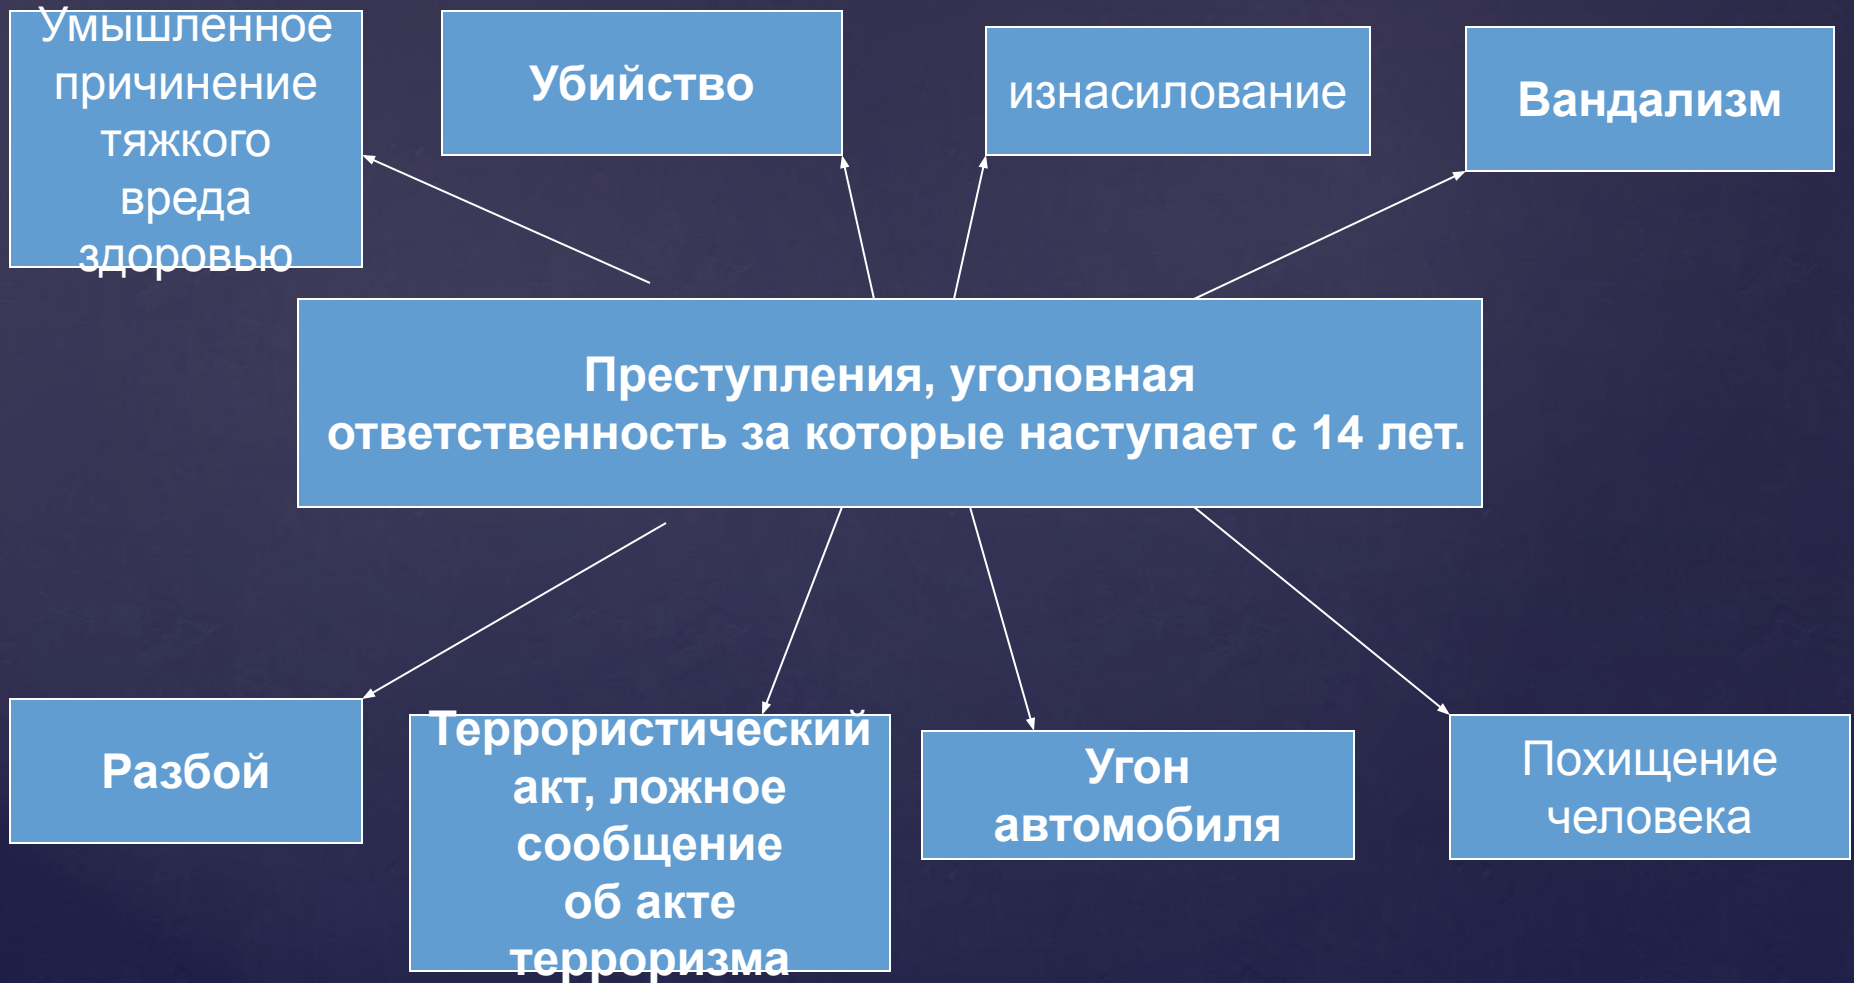 Умышленное
причинение
тяжкого
вреда
здоровью
Убийство
изнасилование
Вандализм
Преступления, уголовная
ответственность за которые наступает с 14 лет.
Разбой
Террористический
акт, ложное
сообщение
об акте
терроризма
Угон
автомобиля
Похищение
человека